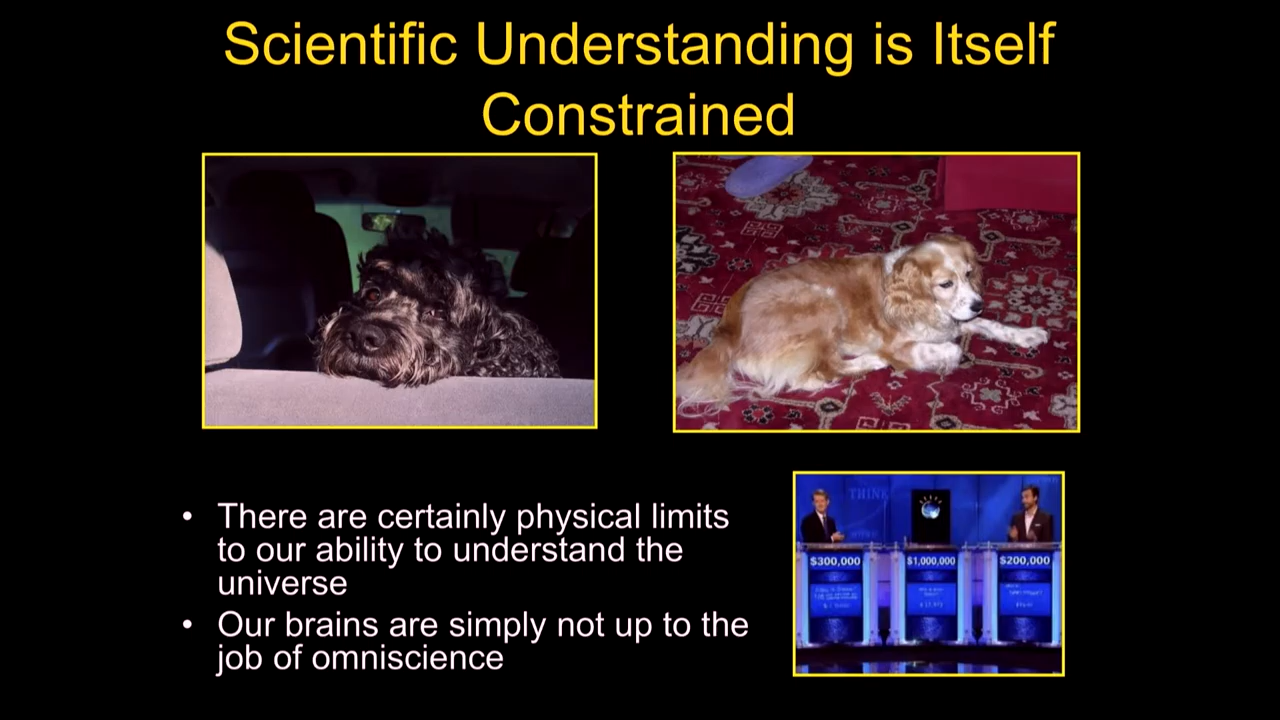 Scientific Understanding is Itself
Constrained
THINK
$300,000
$1,000,000
$200,000
• There are certainly physical limits
to our ability to understand the
universe
• Our brains are simply not up to the
job of omniscience